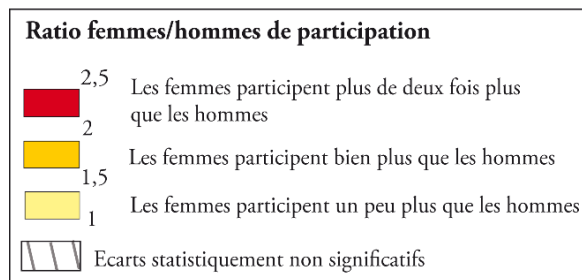 Ratio femmes/hommes de participation
2,5
Les femmes participent plus de deux fois plus
que les hommes
2
Les femmes participent bien plus que les hommes
1,5
Les femmes participent un peu plus que les hommes
1
Ecarts statistiquement non significatifs